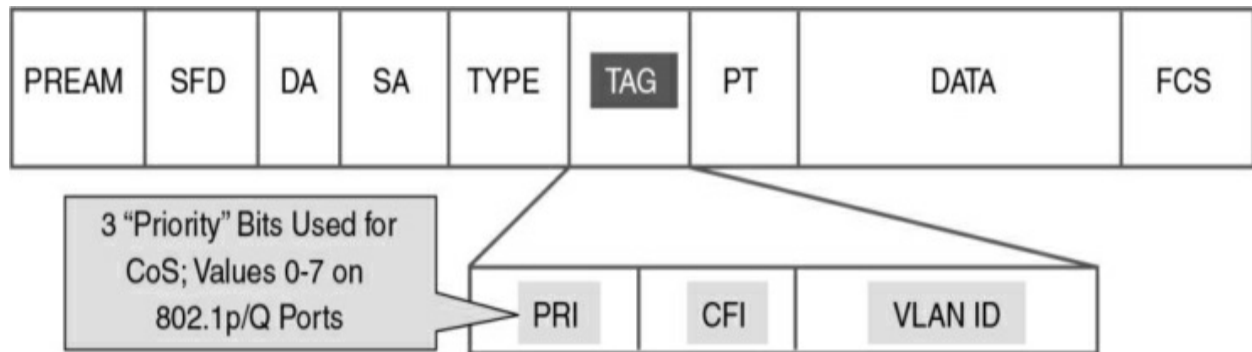 PREAM SFD DA SA TYPE TAG PT DATA FCS
3 “Priority” Bits Used for
CoS; Values 0-7 on
802.1p/Q Ports
PRI CFI VLAN ID